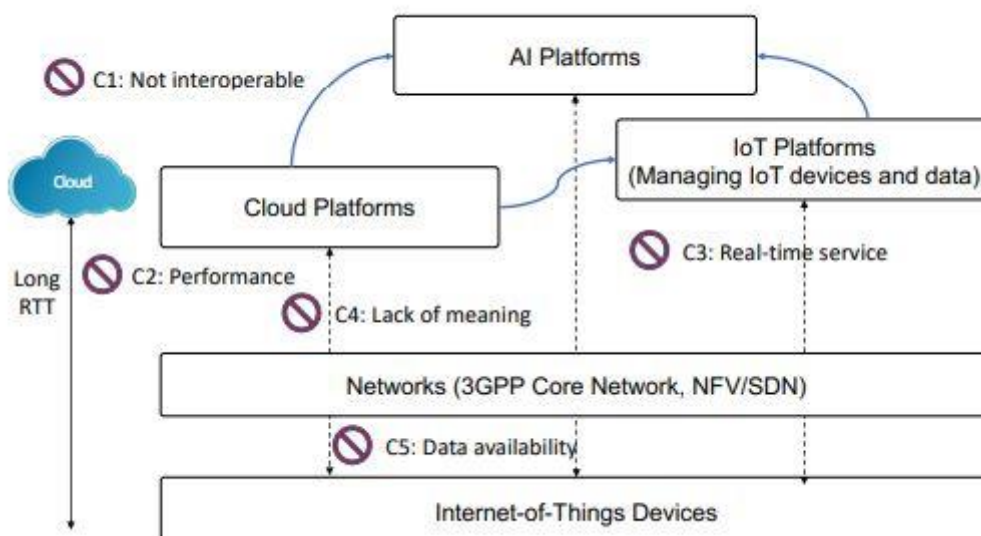 AI Platforms
C1: Not interoperable
IoT Platforms
(Managing IoT devices and data)
Cloud
Cloud Platforms
C3: Real-time service
Long
RTT
C2: Performance
C4: Lack of meaning
Networks (3GPP Core Network, NFV/SDN)
C5: Data availability
Internet-of-Things Devices